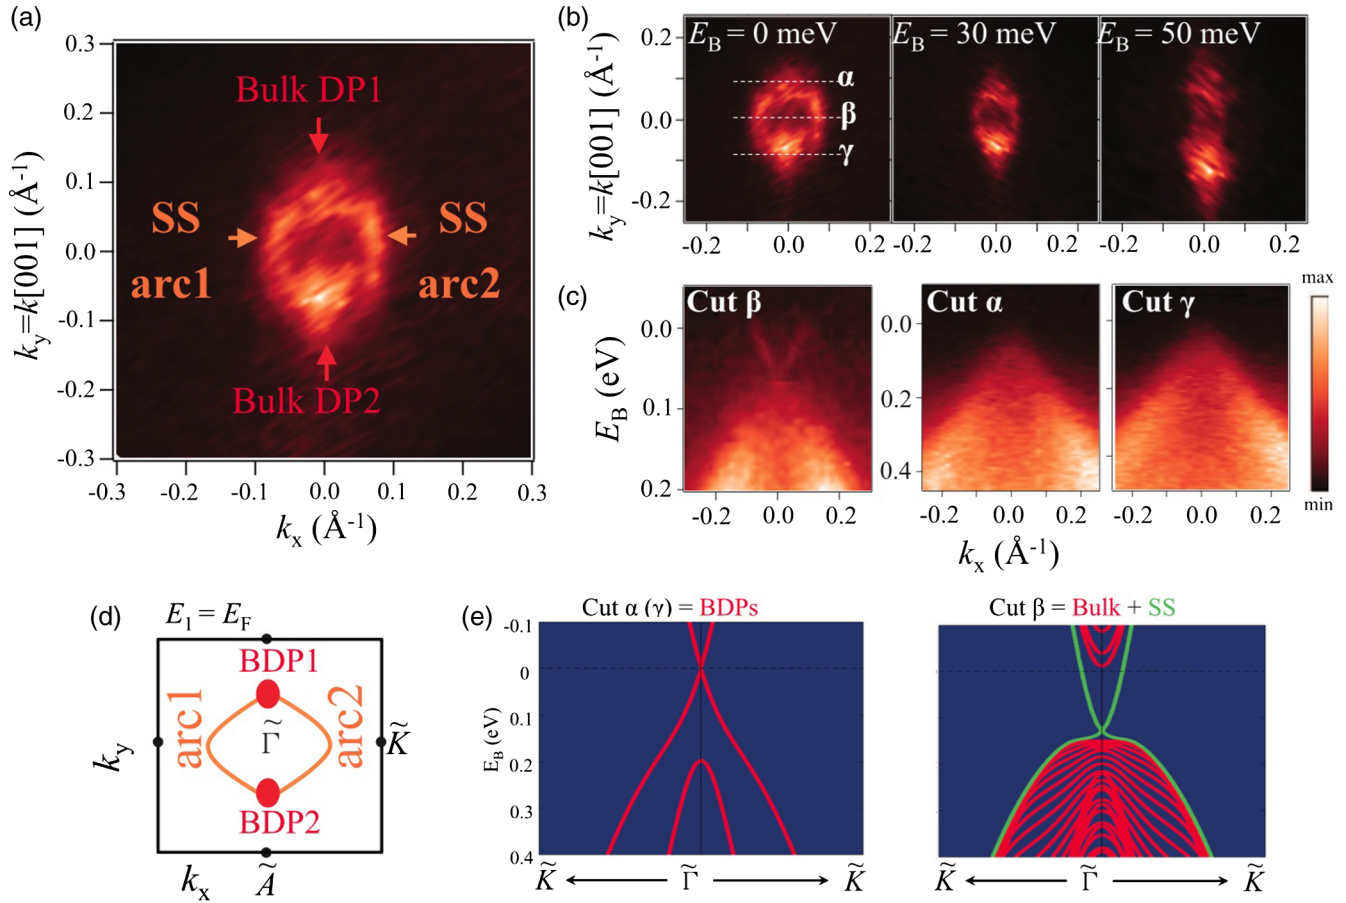 (a)
0.3
0.2
0.1
0.0
-0.1
-0.2
-0.3
k_y=k[001] (Å⁻¹)
Bulk DP1
SS
arc1
SS
arc2
Bulk DP2
-0.3 -0.2 -0.1 0.0 0.1 0.2 0.3
k_x (Å⁻¹)
(b)
0.2
0.0
-0.2
k_y=k[001] (Å⁻¹)
E_B = 0 meV
E_B = 30 meV
E_B = 50 meV
α
β
γ
-0.2 0.0 0.2
-0.2 0.0 0.2
-0.2 0.0 0.2
(c)
Cut β
Cut α
Cut γ
0.0
0.1
0.2
E_B (eV)
0.0
0.2
0.4
-0.2 0.0 0.2
-0.2 0.0 0.2
-0.2 0.0 0.2
k_x (Å⁻¹)
max
min
(d)
E₁ = E_F
BDP1
arc1
Γ̃
arc2
BDP2
K̃
k_y
k_x
Ã
(e)
Cut α (γ) = BDPs
-0.1
0
0.1
0.2
0.3
0.4
E_B (eV)
K̃ Γ̃ K̃
Cut β = Bulk + SS
K̃ Γ̃ K̃